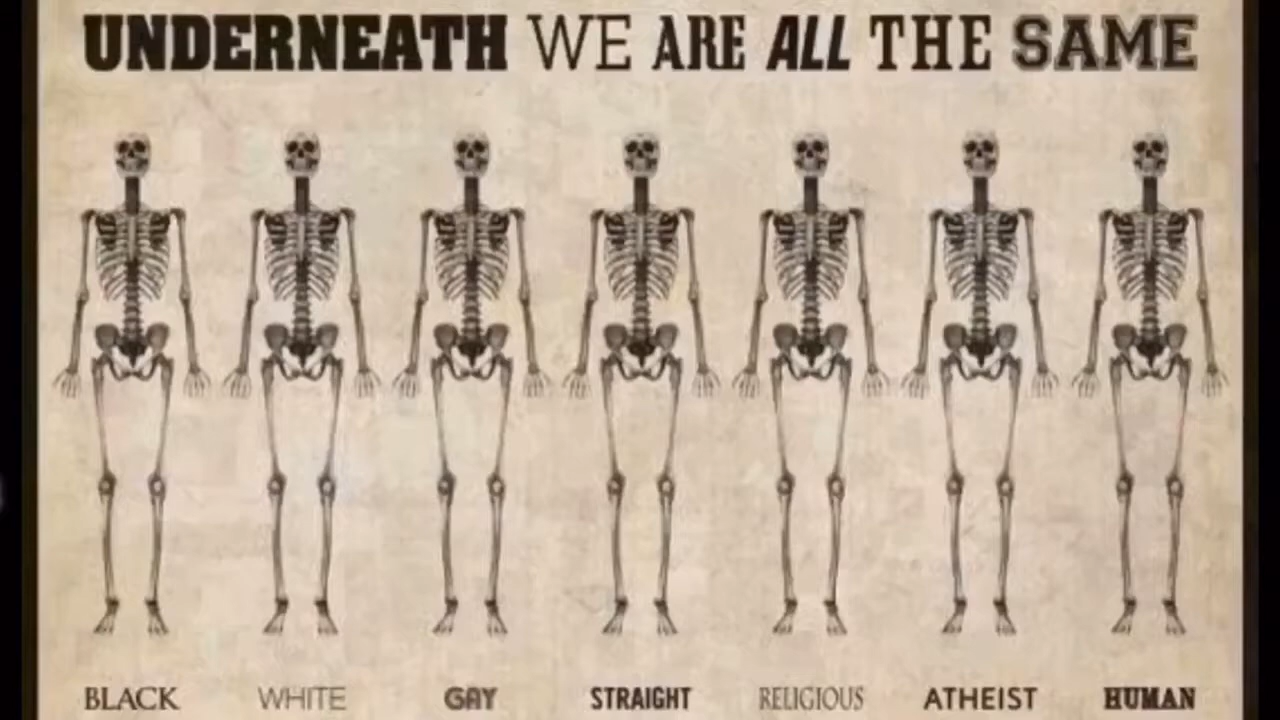 UNDERNEATH WE ARE ALL THE SAME
BLACK WHITE GAY STRAIGHT RELIGIOUS ATHEIST HUMAN